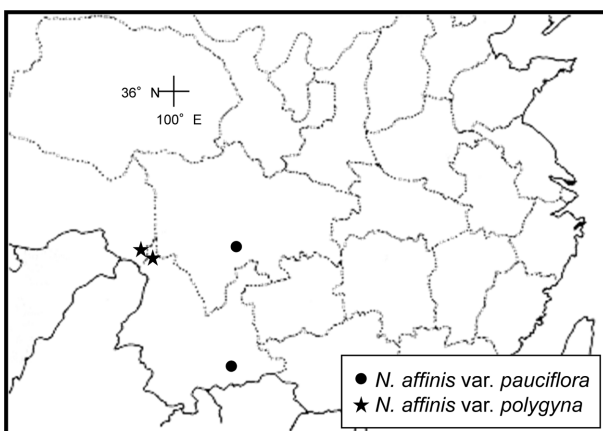 36° N
100° E
N. affinis var. pauciflora
N. affinis var. polygyna